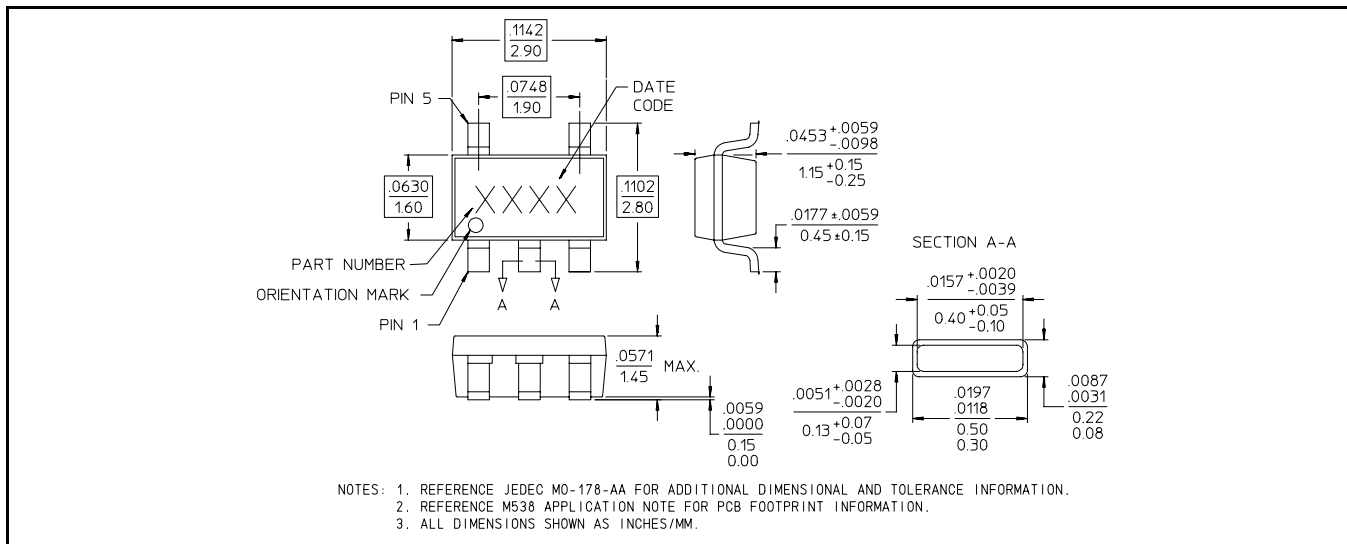 .1142
2.90
.0748
1.90
PIN 5
DATE
CODE
.0453 +.0059
-.0098
1.15 +0.15
-0.25
.0630
1.60
XXXX
.1102
2.80
.0177 ±.0059
0.45 ±0.15
SECTION A-A
PART NUMBER
ORIENTATION MARK
PIN 1
A
A
.0157 +.0020
-.0039
0.40 +0.05
-0.10
.0571
1.45
MAX.
.0059
.0000
0.15
0.00
.0051 +.0028
-.0020
0.13 +0.07
-0.05
.0197
.0118
0.50
0.30
.0087
.0031
0.22
0.08
NOTES: 1. REFERENCE JEDEC MO-178-AA FOR ADDITIONAL DIMENSIONAL AND TOLERANCE INFORMATION.
2. REFERENCE M538 APPLICATION NOTE FOR PCB FOOTPRINT INFORMATION.
3. ALL DIMENSIONS SHOWN AS INCHES/MM.